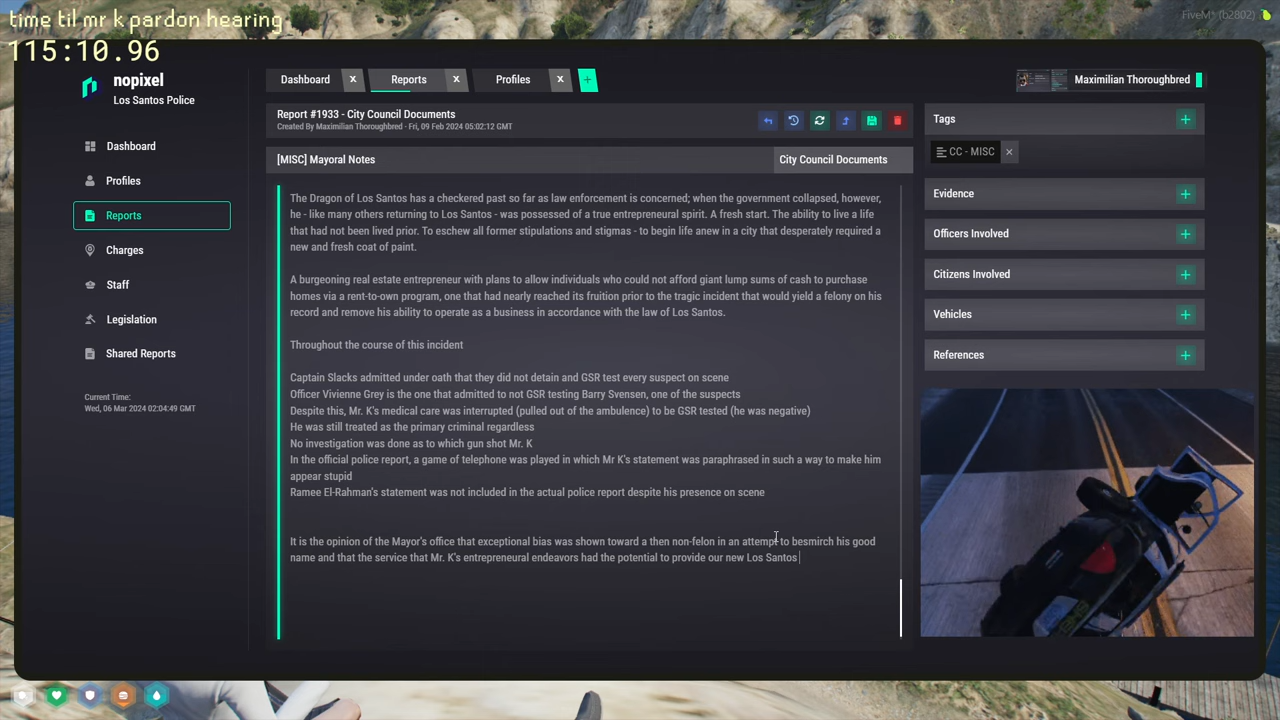 time til mr k pardon hearing
115:10.96
FiveM® (b2802)
nopixel
Los Santos Police
Dashboard x
Reports x
Profiles x
+
Maximilian Thoroughbred
Dashboard
Profiles
Reports
Charges
Staff
Legislation
Shared Reports
Current Time:
Wed, 06 Mar 2024 02:04:49 GMT
Report #1933 - City Council Documents
Created By Maximilian Thoroughbred · Fri, 09 Feb 2024 05:02:12 GMT
[MISC] Mayoral Notes
City Council Documents
The Dragon of Los Santos has a checkered past so far as law enforcement is concerned; when the government collapsed, however,
he - like many others returning to Los Santos - was possessed of a true entrepreneural spirit. A fresh start. The ability to live a life
that had not been lived prior. To eschew all former stipulations and stigmas - to begin life anew in a city that desperately required a
new and fresh coat of paint.
A burgeoning real estate entrepreneur with plans to allow individuals who could not afford giant lump sums of cash to purchase
homes via a rent-to-own program, one that had nearly reached its fruition prior to the tragic incident that would yield a felony on his
record and remove his ability to operate as a business in accordance with the law of Los Santos.
Throughout the course of this incident
Captain Slacks admitted under oath that they did not detain and GSR test every suspect on scene
Officer Vivienne Grey is the one that admitted to not GSR testing Barry Svensen, one of the suspects
Despite this, Mr. K's medical care was interrupted (pulled out of the ambulence) to be GSR tested (he was negative)
He was still treated as the primary criminal regardless
No investigation was done as to which gun shot Mr. K
In the official police report, a game of telephone was played in which Mr K's statement was paraphrased in such a way to make him
appear stupid
Ramee El-Rahman's statement was not included in the actual police report despite his presence on scene
It is the opinion of the Mayor's office that exceptional bias was shown toward a then non-felon in an attempt to besmirch his good
name and that the service that Mr. K's entrepreneural endeavors had the potential to provide our new Los Santos
Tags +
CC - MISC x
Evidence +
Officers Involved +
Citizens Involved +
Vehicles +
References +